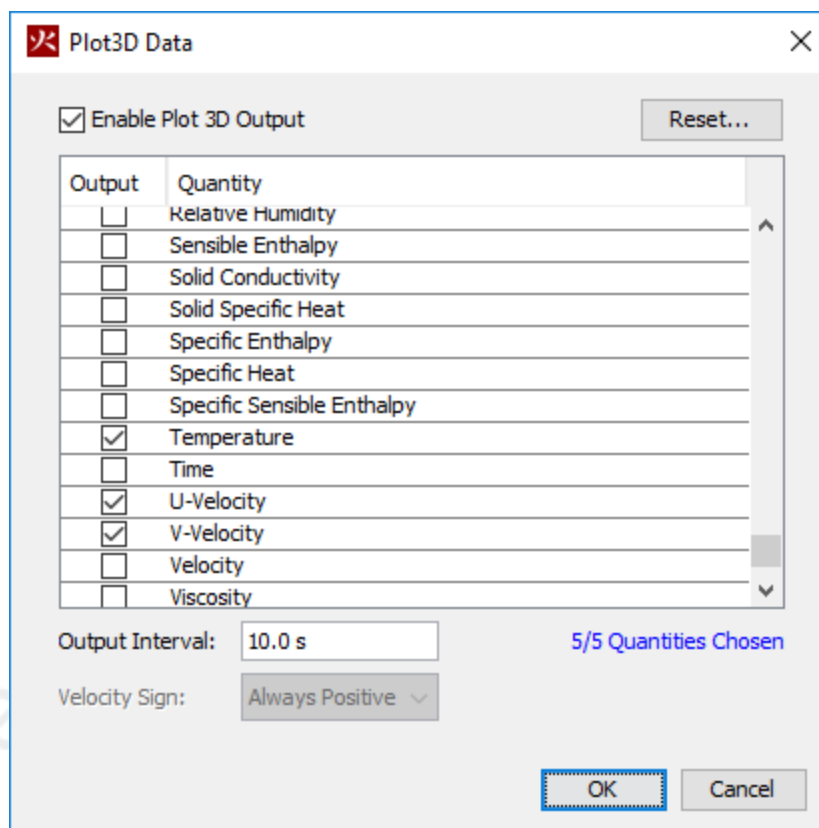 火 Plot3D Data
Enable Plot 3D Output Reset...
Output Quantity
Relative Humidity
Sensible Enthalpy
Solid Conductivity
Solid Specific Heat
Specific Enthalpy
Specific Heat
Specific Sensible Enthalpy
Temperature
Time
U-Velocity
V-Velocity
Velocity
Viscosity
Output Interval: 10.0 s 5/5 Quantities Chosen
Velocity Sign: Always Positive
OK Cancel